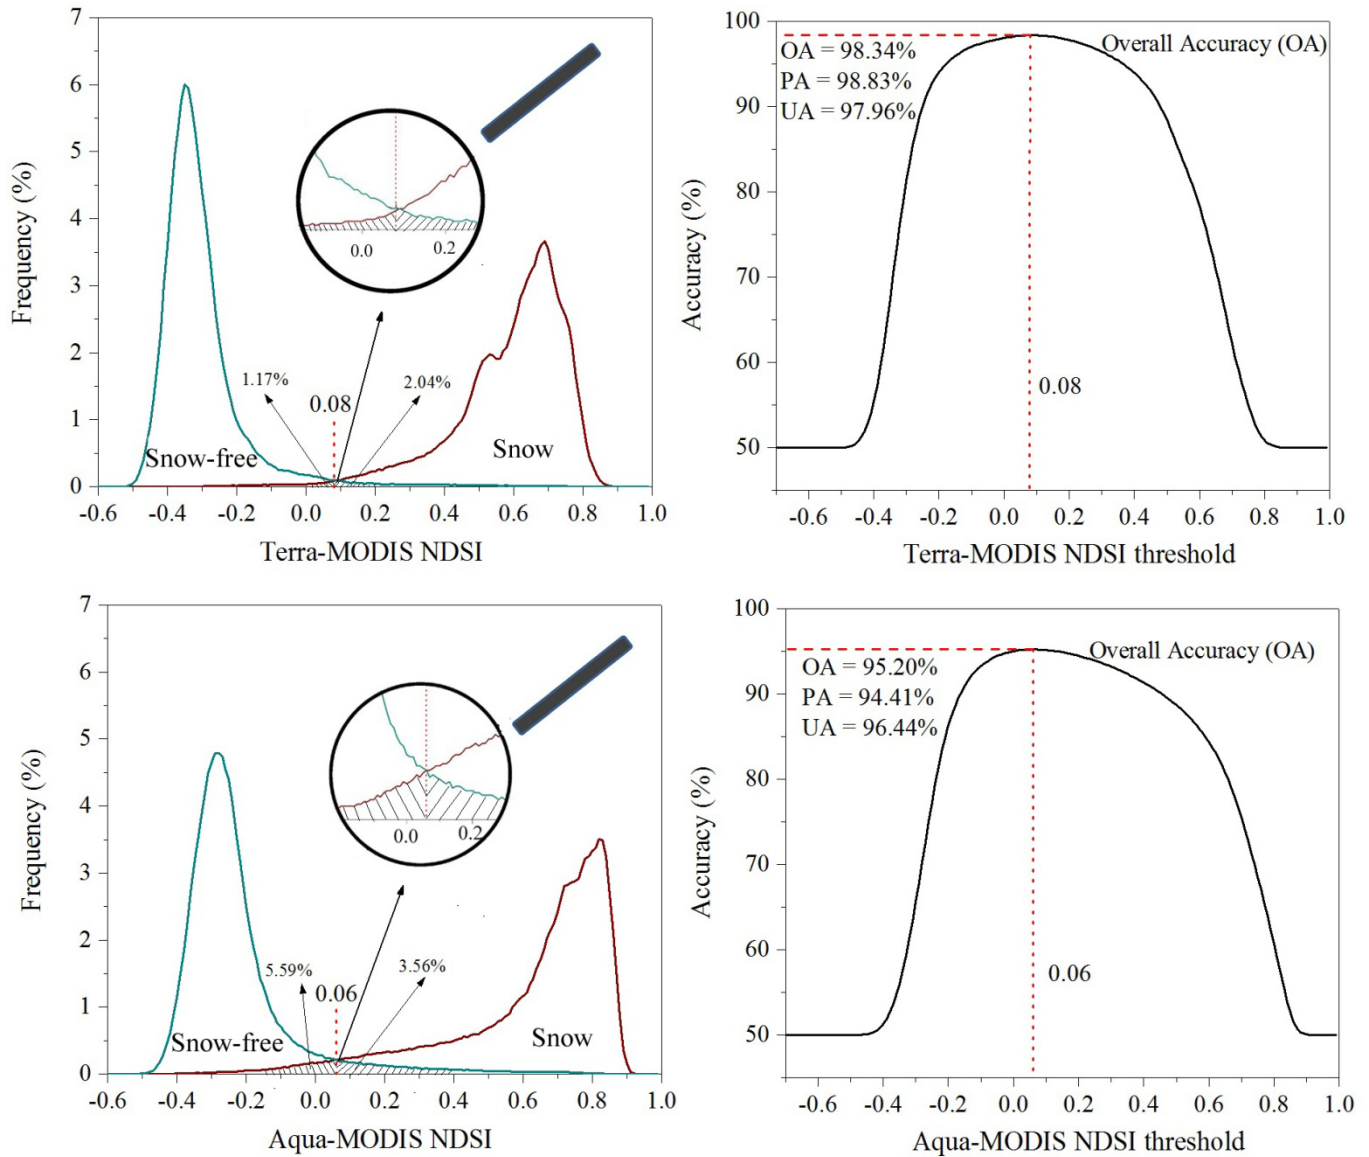 7
6
5
4
3
2
1
0
Frequency (%)
0.0
0.2
1.17%
0.08
2.04%
Snow-free
Snow
-0.6 -0.4 -0.2 0.0 0.2 0.4 0.6 0.8 1.0
Terra-MODIS NDSI
100
90
80
70
60
50
Accuracy (%)
Overall Accuracy (OA)
OA = 98.34%
PA = 98.83%
UA = 97.96%
0.08
-0.6 -0.4 -0.2 0.0 0.2 0.4 0.6 0.8 1.0
Terra-MODIS NDSI threshold
7
6
5
4
3
2
1
0
Frequency (%)
0.0
0.2
5.59%
0.06
3.56%
Snow-free
Snow
-0.6 -0.4 -0.2 0.0 0.2 0.4 0.6 0.8 1.0
Aqua-MODIS NDSI
100
90
80
70
60
50
Accuracy (%)
Overall Accuracy (OA)
OA = 95.20%
PA = 94.41%
UA = 96.44%
0.06
-0.6 -0.4 -0.2 0.0 0.2 0.4 0.6 0.8 1.0
Aqua-MODIS NDSI threshold